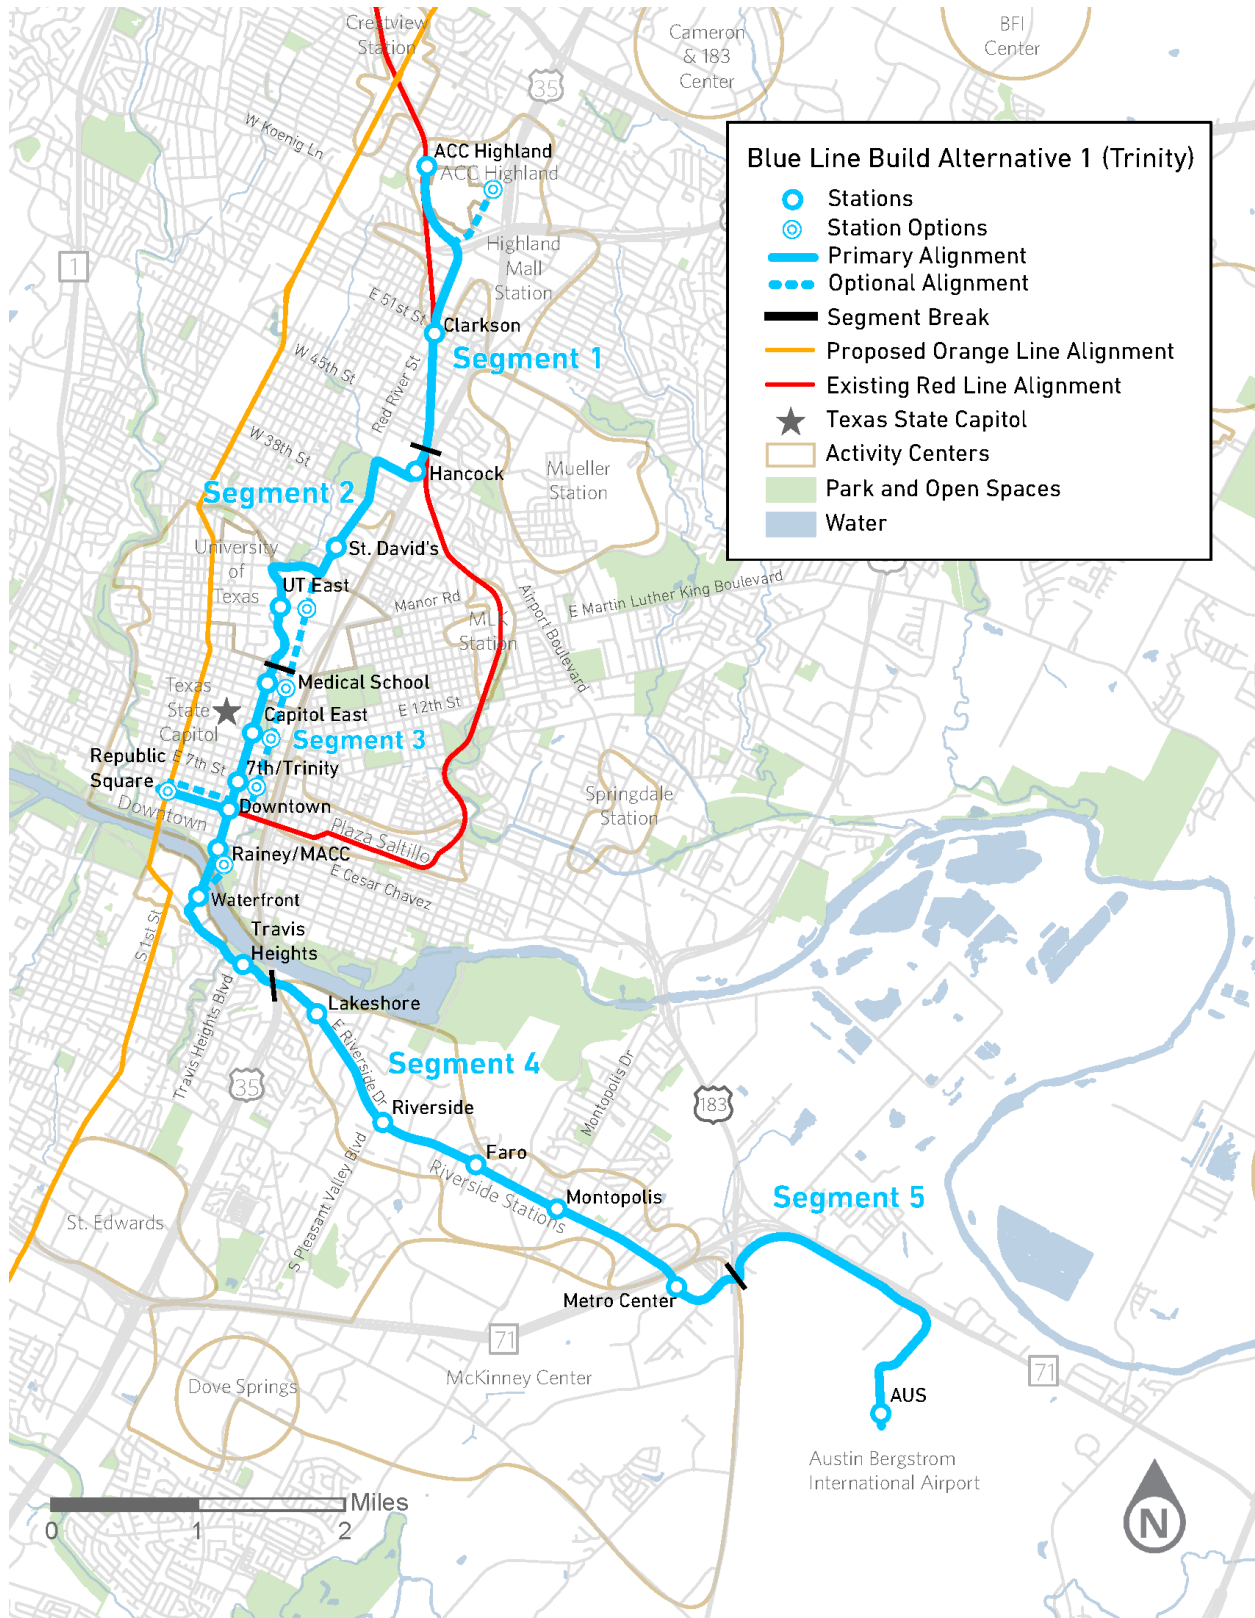 Crestview
Station
Cameron
& 183
Center
BFI
Center
35
W Koenig Ln
ACC Highland
ACC Highland
Highland
Mall
Station
1
E 51st St
Clarkson
Segment 1
W 45th St
Red River St
W 38th St
Hancock
Mueller
Station
Segment 2
St. David's
University
of
Texas
UT East
Manor Rd
MLK
Station
Airport Boulevard
E Martin Luther King Boulevard
Medical School
Texas
State
Capitol
E 12th St
Capitol East
Segment 3
Republic
Square
E 7th St
7th/Trinity
Downtown
Downtown
Plaza Saltillo
Springdale
Station
Rainey/MACC
E Cesar Chavez
Waterfront
S 1st St
Travis
Heights
Travis Heights Blvd
Lakeshore
E Riverside Dr
Segment 4
35
Montopolis Dr
183
Riverside
S Pleasant Valley Blvd
Faro
Riverside Stations
Montopolis
Segment 5
St. Edwards
Metro Center
71
McKinney Center
71
Dove Springs
AUS
Austin Bergstrom
International Airport
Miles
0 1 2
N
Blue Line Build Alternative 1 (Trinity)
Stations
Station Options
Primary Alignment
Optional Alignment
Segment Break
Proposed Orange Line Alignment
Existing Red Line Alignment
Texas State Capitol
Activity Centers
Park and Open Spaces
Water